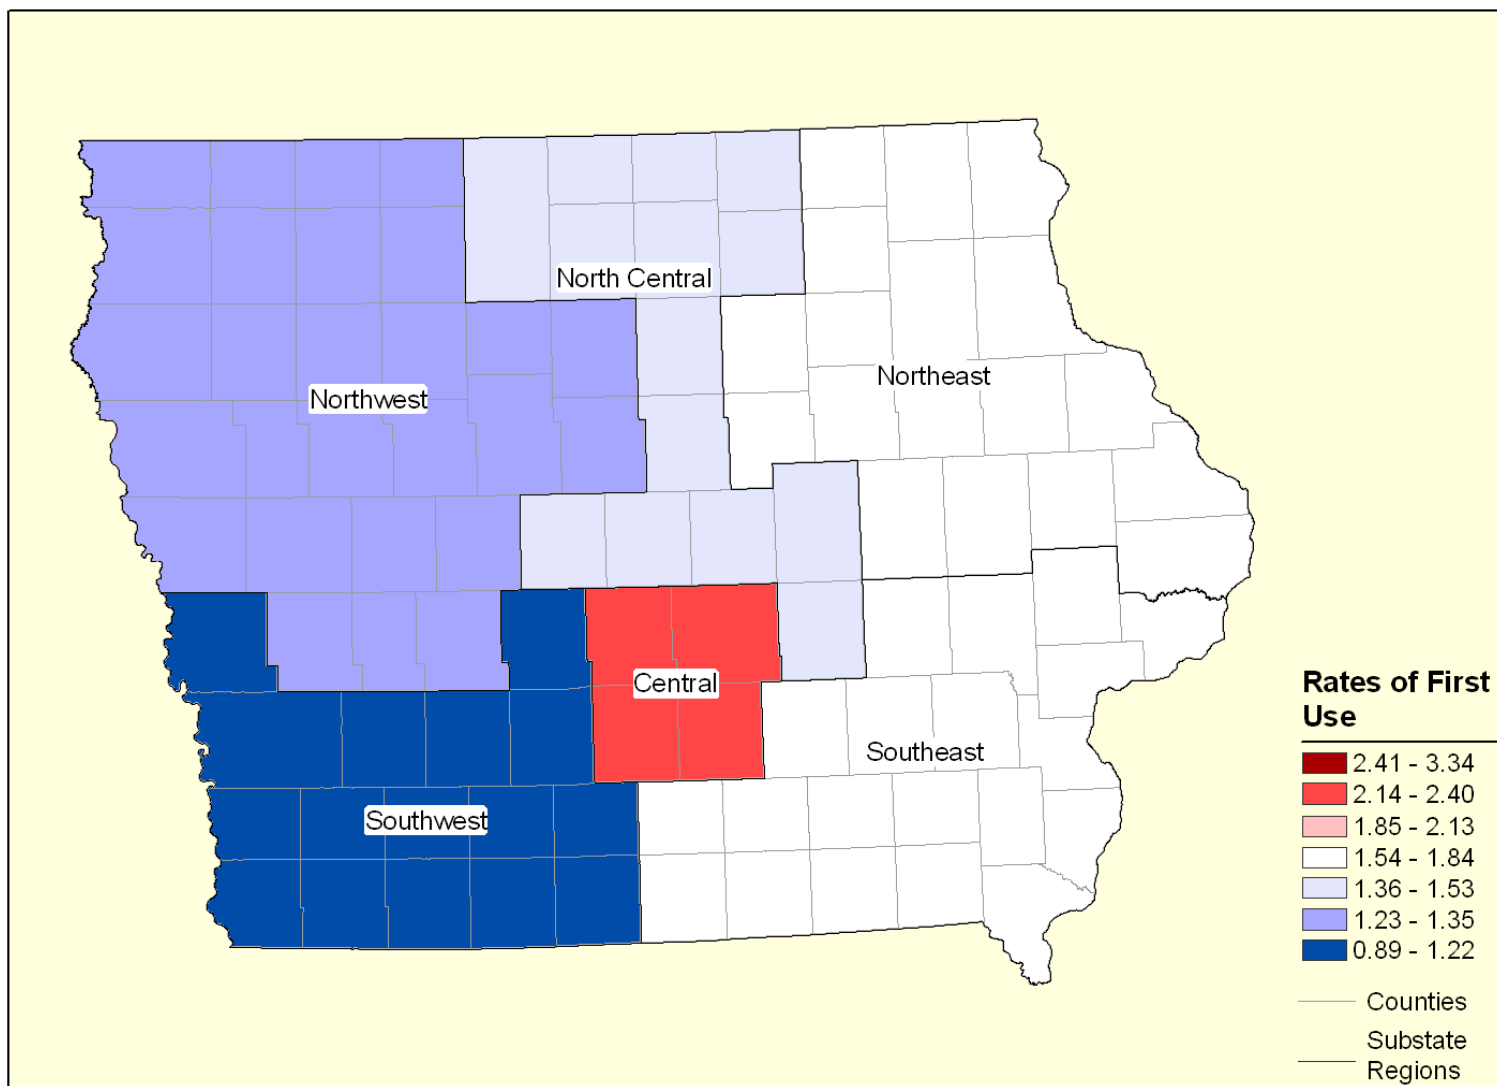 North Central
Northeast
Northwest
Central
Southeast
Southwest
Rates of First
Use
2.41 - 3.34
2.14 - 2.40
1.85 - 2.13
1.54 - 1.84
1.36 - 1.53
1.23 - 1.35
0.89 - 1.22
Counties
Substate
Regions